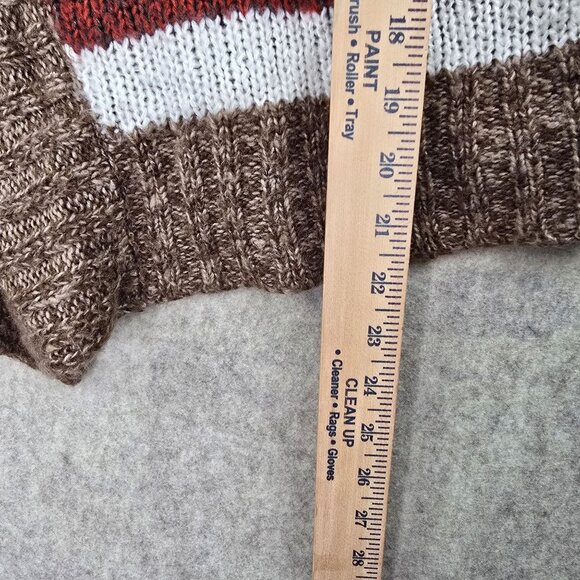 18
19
20
21
22
23
24
25
26
27
28
PAINT
rush • Roller • Tray
CLEAN UP
• Cleaner • Rags • Gloves